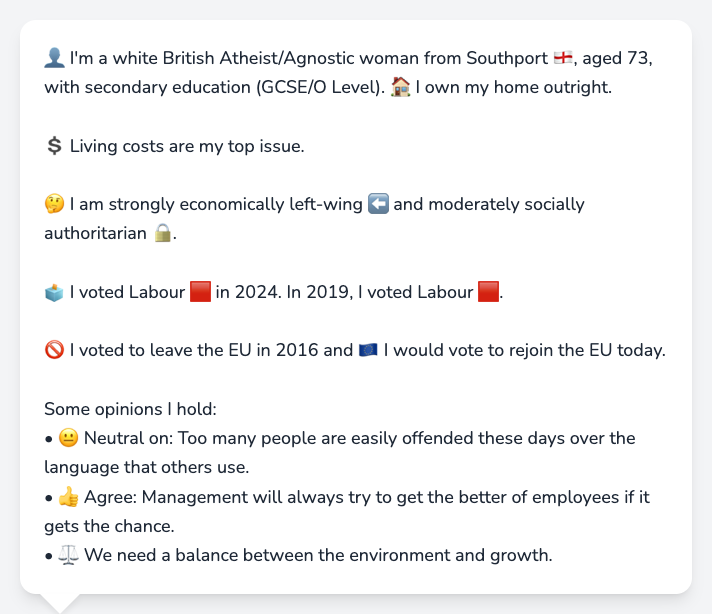 👤 I'm a white British Atheist/Agnostic woman from Southport 🏴󠁧󠁢󠁥󠁮󠁧󠁿, aged 73,
with secondary education (GCSE/O Level). 🏠 I own my home outright.
💲 Living costs are my top issue.
🤔 I am strongly economically left-wing ⬅️ and moderately socially
authoritarian 🔒.
🗳️ I voted Labour 🟥 in 2024. In 2019, I voted Labour 🟥.
🚫 I voted to leave the EU in 2016 and 🇪🇺 I would vote to rejoin the EU today.
Some opinions I hold:
• 😐 Neutral on: Too many people are easily offended these days over the
language that others use.
• 👍 Agree: Management will always try to get the better of employees if it
gets the chance.
• ⚖️ We need a balance between the environment and growth.